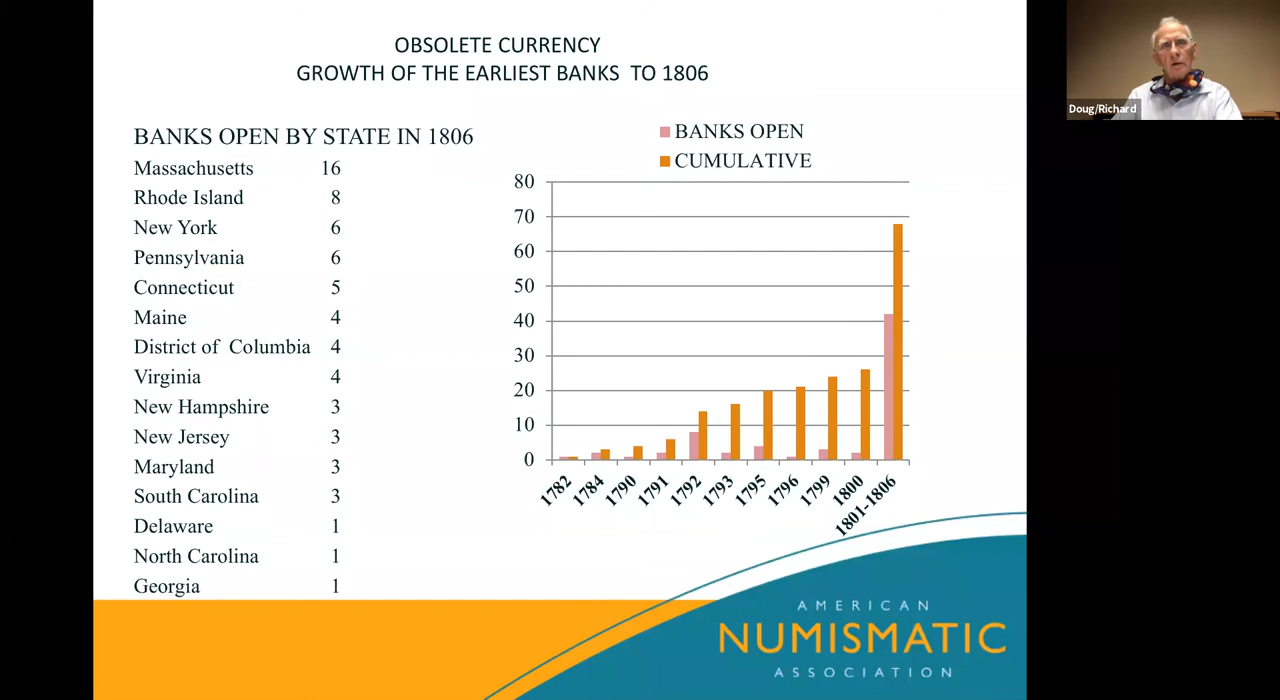 OBSOLETE CURRENCY
GROWTH OF THE EARLIEST BANKS TO 1806
Doug/Richard
BANKS OPEN BY STATE IN 1806
Massachusetts 16
Rhode Island 8
New York 6
Pennsylvania 6
Connecticut 5
Maine 4
District of Columbia 4
Virginia 4
New Hampshire 3
New Jersey 3
Maryland 3
South Carolina 3
Delaware 1
North Carolina 1
Georgia 1
BANKS OPEN
CUMULATIVE
80
70
60
50
40
30
20
10
0
1782 1784 1790 1791 1792 1793 1795 1796 1799 1800 1801-1806
AMERICAN
NUMISMATIC
ASSOCIATION